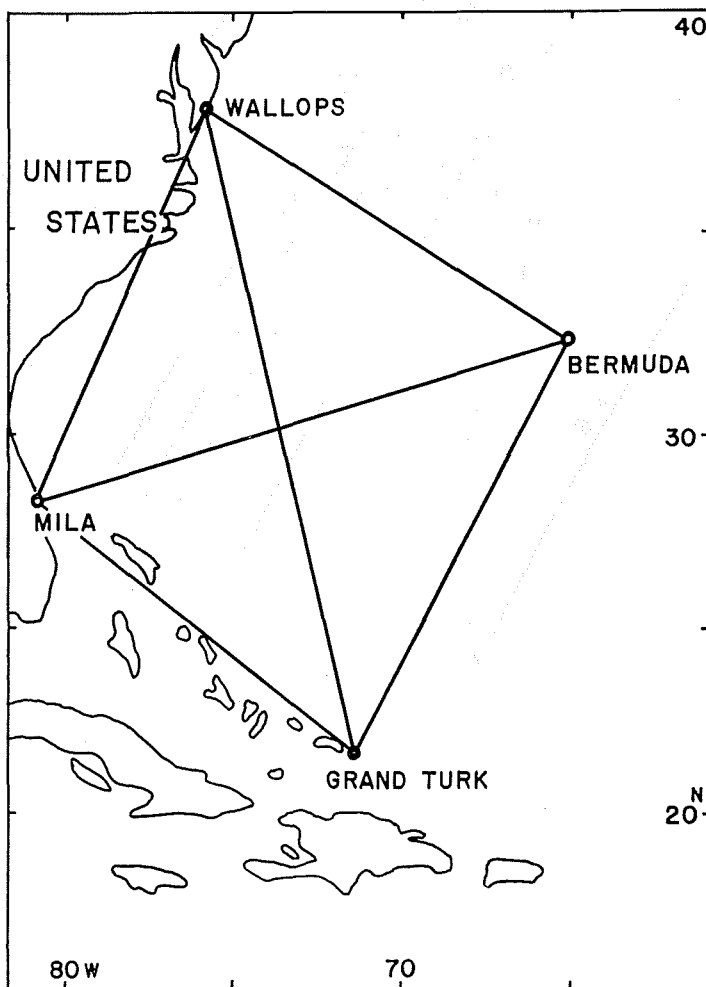 40
WALLOPS
UNITED
STATES
BERMUDA
30
MILA
GRAND TURK
N
20
80 W
70